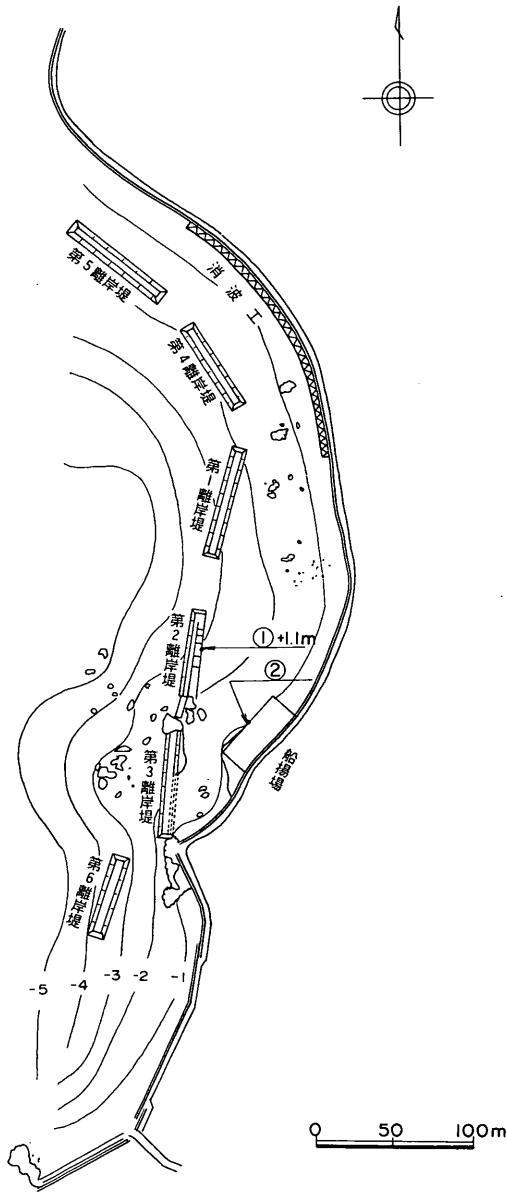 第5離岸堤
消波工
第4離岸堤
第1離岸堤
第2離岸堤
①+1.1m
②
船揚場
第3離岸堤
第6離岸堤
-5 -4 -3 -2 -1
0 50 100m